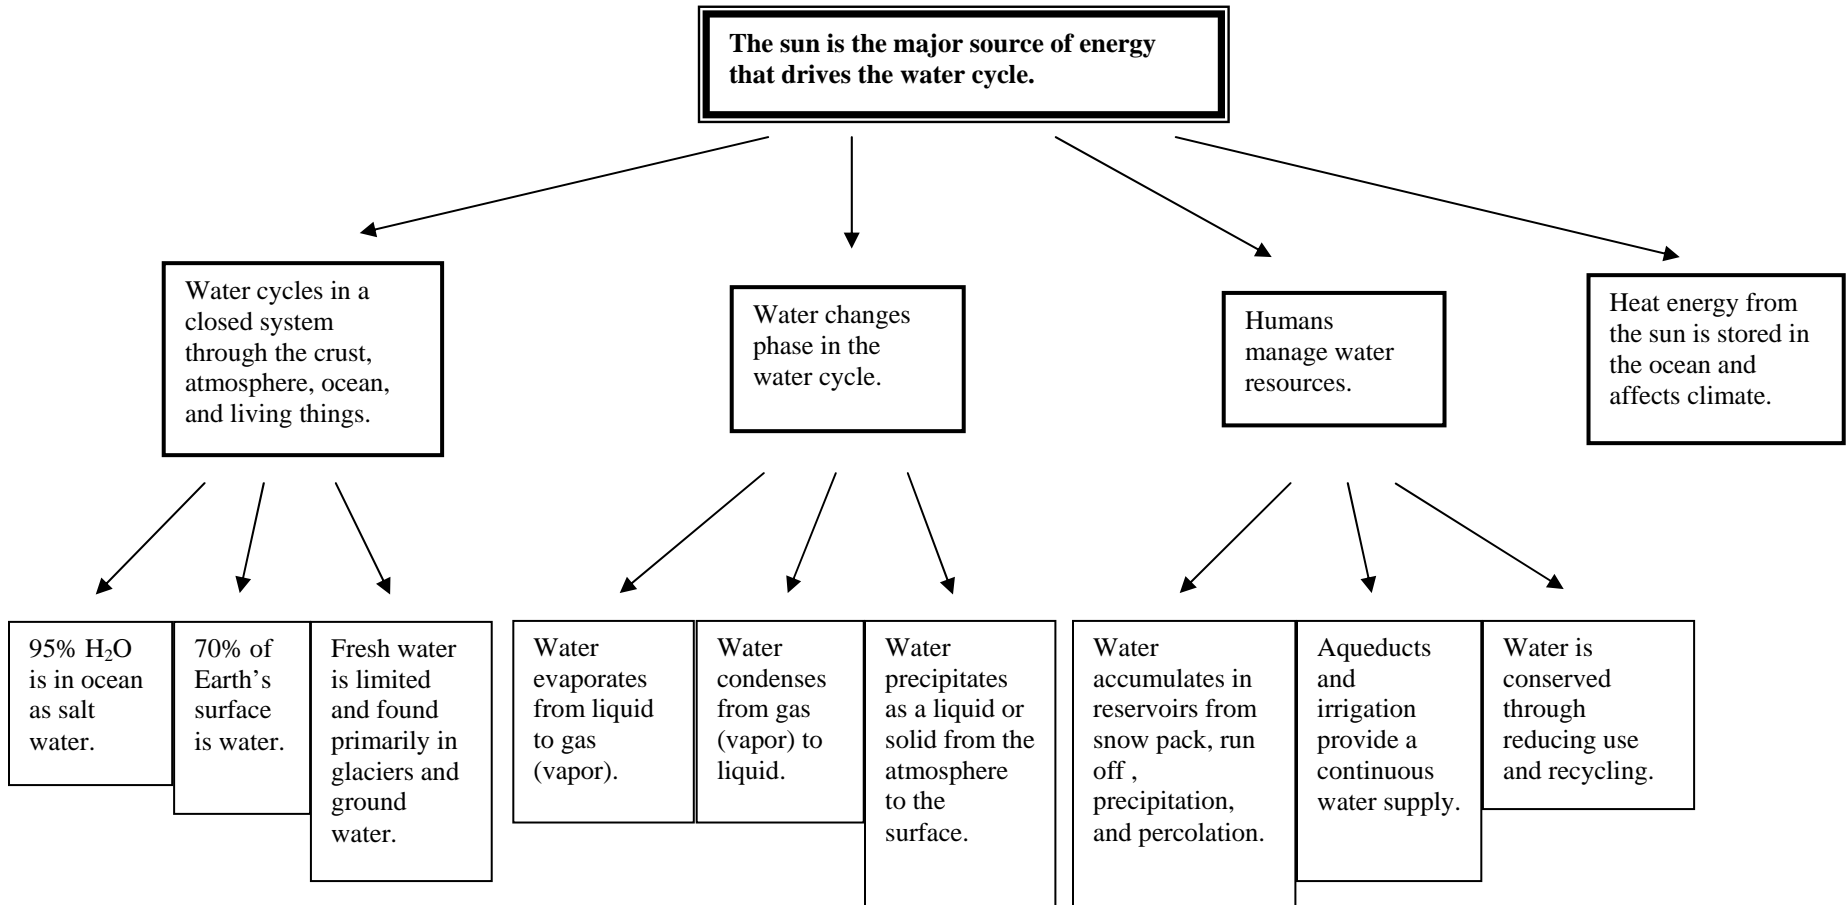 The sun is the major source of energy
that drives the water cycle.
Water cycles in a
closed system
through the crust,
atmosphere, ocean,
and living things.
Water changes
phase in the
water cycle.
Humans
manage water
resources.
Heat energy from
the sun is stored in
the ocean and
affects climate.
95% H₂O
is in ocean
as salt
water.
70% of
Earth’s
surface
is water.
Fresh water
is limited
and found
primarily in
glaciers and
ground
water.
Water
evaporates
from liquid
to gas
(vapor).
Water
condenses
from gas
(vapor) to
liquid.
Water
precipitates
as a liquid or
solid from the
atmosphere
to the
surface.
Water
accumulates in
reservoirs from
snow pack, run
off ,
precipitation,
and percolation.
Aqueducts
and
irrigation
provide a
continuous
water supply.
Water is
conserved
through
reducing use
and recycling.